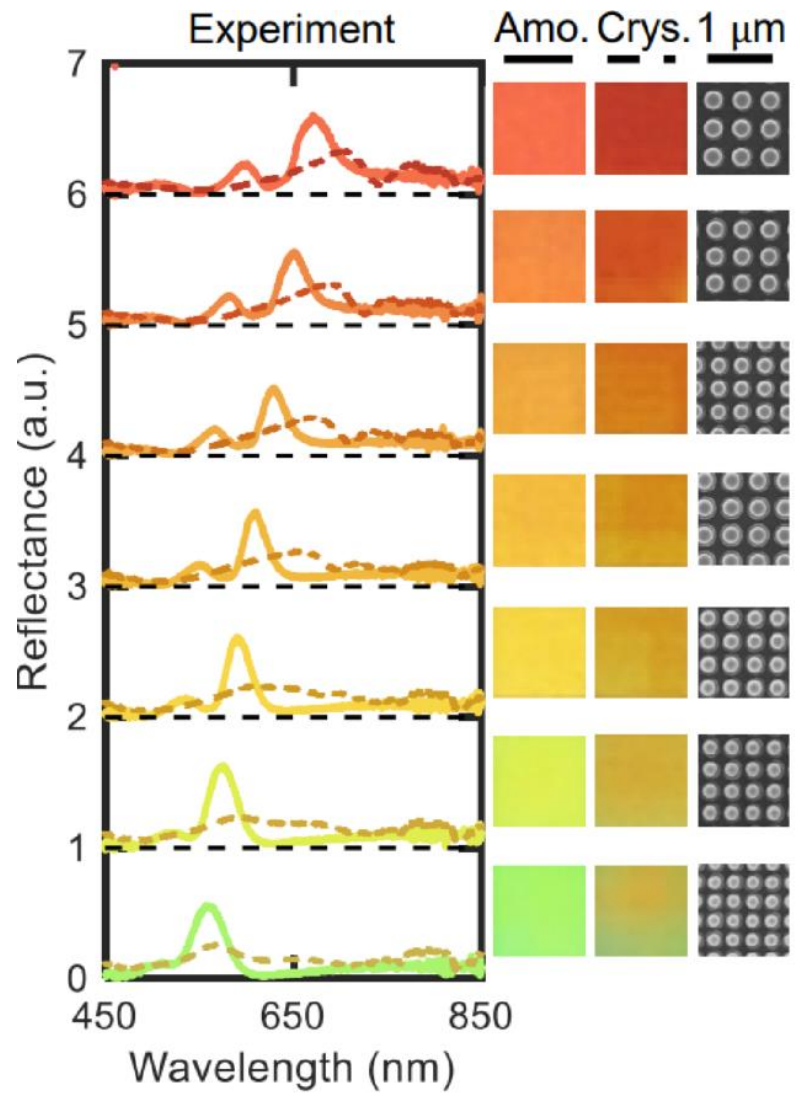 Experiment Amo. Crys. 1 μm
7
6
5
4
3
2
1
0
Reflectance (a.u.)
450 650 850
Wavelength (nm)